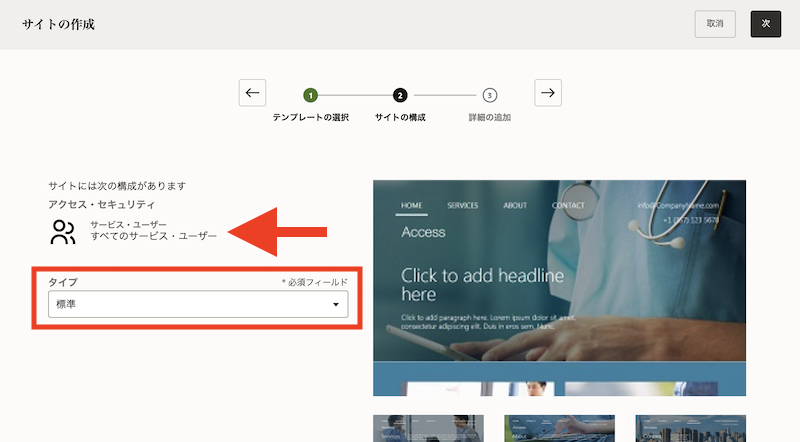 サイトの作成
取消
次
1
2
3
テンプレートの選択
サイトの構成
詳細の追加
サイトには次の構成があります
アクセス・セキュリティ
サービス・ユーザー
すべてのサービス・ユーザー
タイプ
* 必須フィールド
標準
HOME SERVICES ABOUT CONTACT
info@CompanyName.com
+1 (357) 123 5678
Access
Click to add headline
here
Click to add paragraph here. Lorem ipsum dolor sit amet,
consectetur adipiscing elit. Duis in eros sem. Nunc.
Access
Services
Access
About
Access
Contact